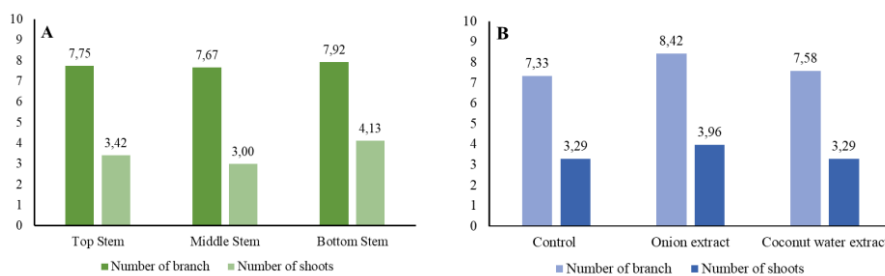 A
10
9
8
7
6
5
4
3
2
1
0
7,75
3,42
7,67
3,00
7,92
4,13
Top Stem
Middle Stem
Bottom Stem
Number of branch
Number of shoots
B
10
9
8
7
6
5
4
3
2
1
0
7,33
3,29
8,42
3,96
7,58
3,29
Control
Onion extract
Coconut water extract
Number of branch
Number of shoots